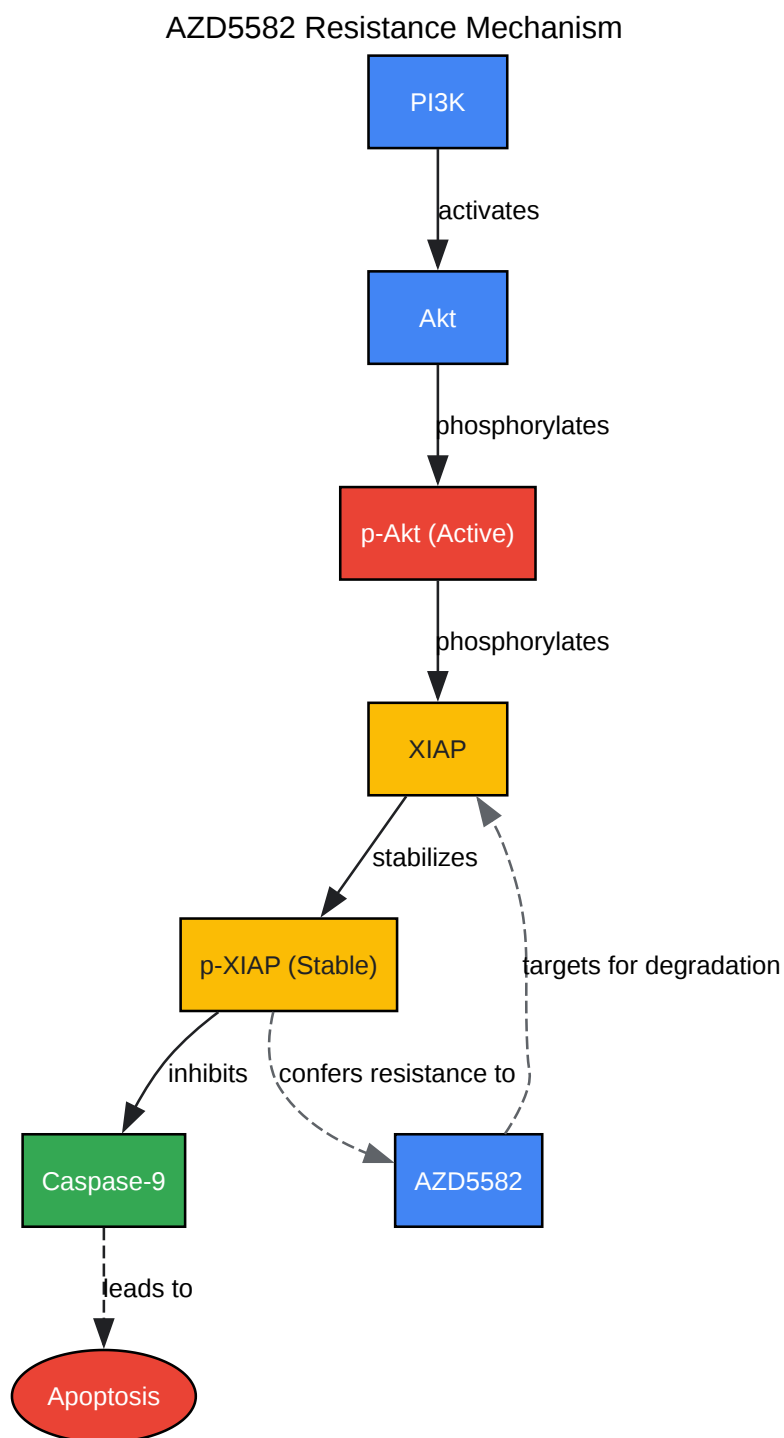 AZD5582 Resistance Mechanism
PI3K
activates
Akt
phosphorylates
p-Akt (Active)
phosphorylates
XIAP
stabilizes
p-XIAP (Stable)
targets for degradation
inhibits
confers resistance to
Caspase-9
AZD5582
leads to
Apoptosis